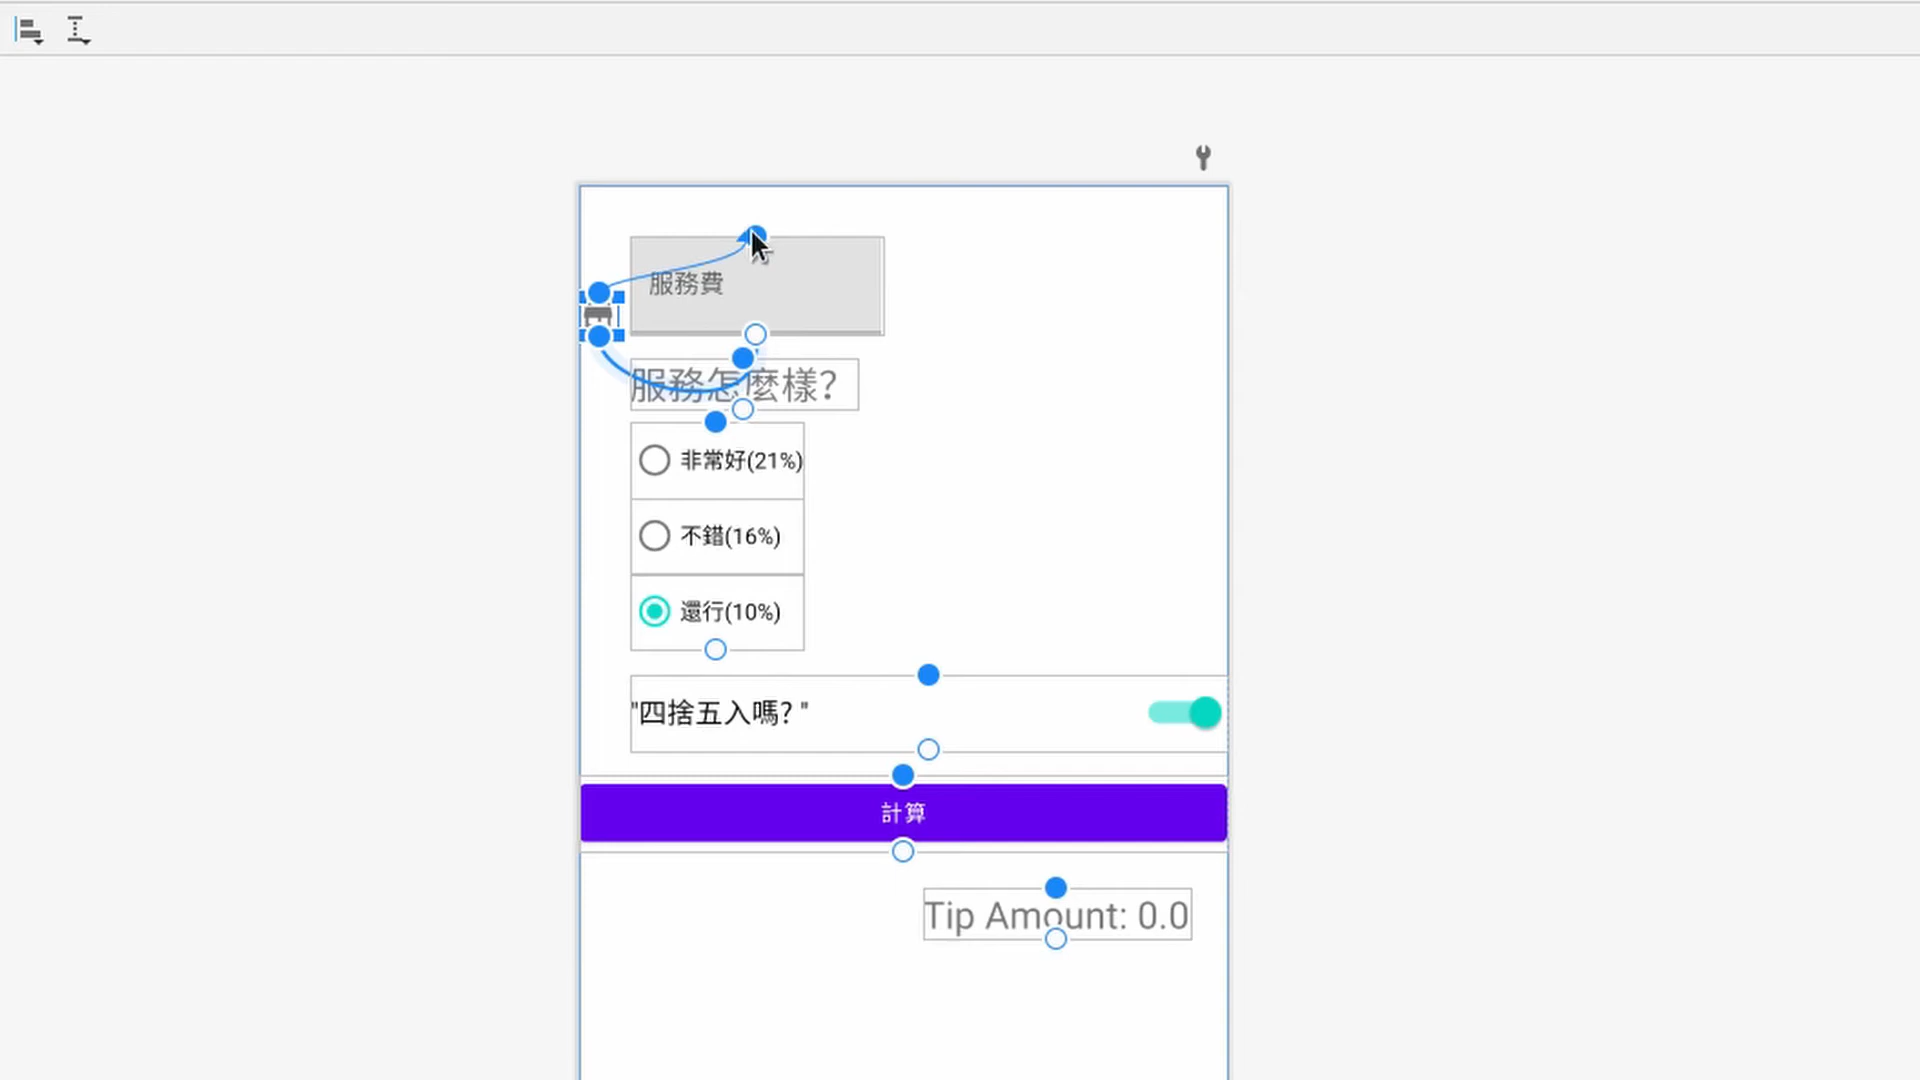 服務費
服務怎麼樣?
非常好(21%)
不錯(16%)
還行(10%)
"四捨五入嗎? "
計算
Tip Amount: 0.0